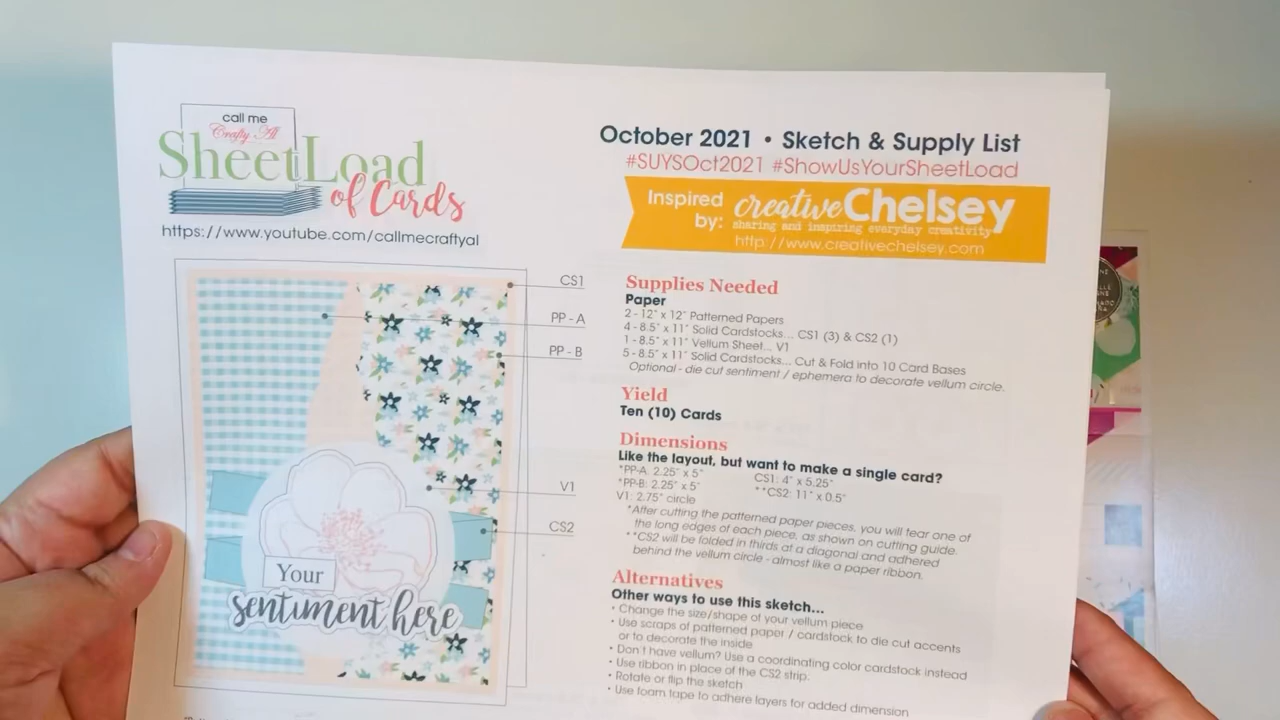 call me
Crafty Al
SheetLoad
of Cards
https://www.youtube.com/callmecraftyal
October 2021 • Sketch & Supply List
#SUYSOct2021 #ShowUsYourSheetLoad
Inspired by:
creativeChelsey
sharing and inspiring everyday creativity
http://www.creativechelsey.com
CS1
PP - A
PP - B
V1
CS2
Your
sentiment here
Supplies Needed
Paper
2 - 12" x 12" Patterned Papers
4 - 8.5" x 11" Solid Cardstocks... CS1 (3) & CS2 (1)
1 - 8.5" x 11" Vellum Sheet... V1
5 - 8.5" x 11" Solid Cardstocks... Cut & Fold into 10 Card Bases
Optional - die cut sentiment / ephemera to decorate vellum circle.
Yield
Ten (10) Cards
Dimensions
Like the layout, but want to make a single card?
*PP-A: 2.25" x 5"
*PP-B: 2.25" x 5"
V1: 2.75" circle
CS1: 4" x 5.25"
**CS2: 11" x 0.5"
*After cutting the patterned paper pieces, you will tear one of
the long edges of each piece, as shown on cutting guide.
**CS2 will be folded in thirds at a diagonal and adhered
behind the vellum circle - almost like a paper ribbon.
Alternatives
Other ways to use this sketch...
• Change the size/shape of your vellum piece
• Use scraps of patterned paper / cardstock to die cut accents
or to decorate the inside
• Don't have vellum? Use a coordinating color cardstock instead
• Use ribbon in place of the CS2 strip.
• Rotate or flip the sketch
• Use foam tape to adhere layers for added dimension